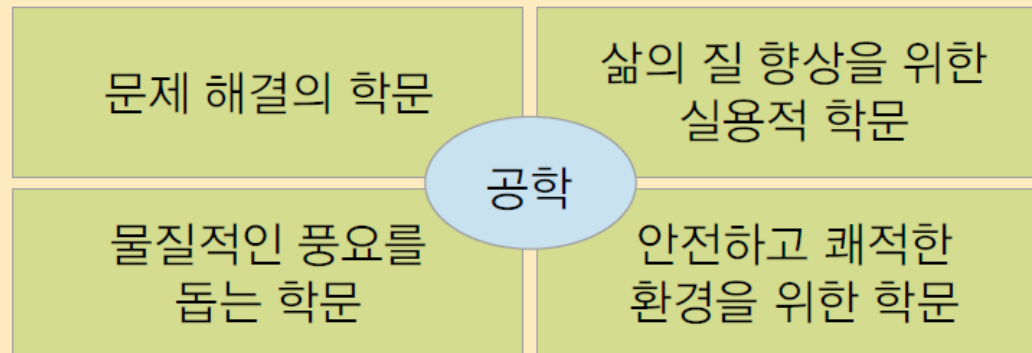 문제 해결의 학문
삶의 질 향상을 위한
실용적 학문
공학
물질적인 풍요를
돕는 학문
안전하고 쾌적한
환경을 위한 학문